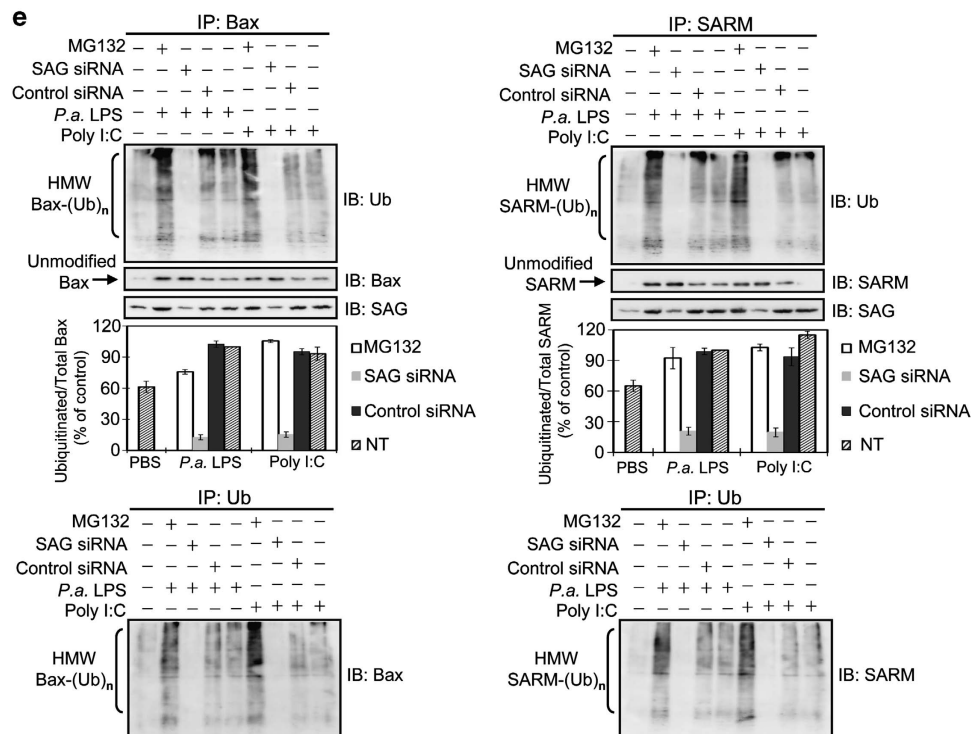 e
IP: Bax
MG132 – + – – – + – – –
SAG siRNA – – + – – – + – –
Control siRNA – – – + – – – + –
P.a. LPS – + + + + – – – –
Poly I:C – – – – – + + + +
HMW
Bax-(Ub)n
IB: Ub
Unmodified
Bax
IB: Bax
IB: SAG
Ubiquitinated/Total Bax
(% of control)
120
90
60
30
0
PBS P.a. LPS Poly I:C
MG132
SAG siRNA
Control siRNA
NT
IP: SARM
MG132 – + – – – + – – –
SAG siRNA – – + – – – + – –
Control siRNA – – – + – – – + –
P.a. LPS – + + + + – – – –
Poly I:C – – – – – + + + +
HMW
SARM-(Ub)n
IB: Ub
Unmodified
SARM
IB: SARM
IB: SAG
Ubiquitinated/Total SARM
(% of control)
120
90
60
30
0
PBS P.a. LPS Poly I:C
MG132
SAG siRNA
Control siRNA
NT
IP: Ub
MG132 – + – – – + – – –
SAG siRNA – – + – – – + – –
Control siRNA – – – + – – – + –
P.a. LPS – + + + + – – – –
Poly I:C – – – – – + + + +
HMW
Bax-(Ub)n
IB: Bax
IP: Ub
MG132 – + – – – + – – –
SAG siRNA – – + – – – + – –
Control siRNA – – – + – – – + –
P.a. LPS – + + + + – – – –
Poly I:C – – – – – + + + +
HMW
SARM-(Ub)n
IB: SARM